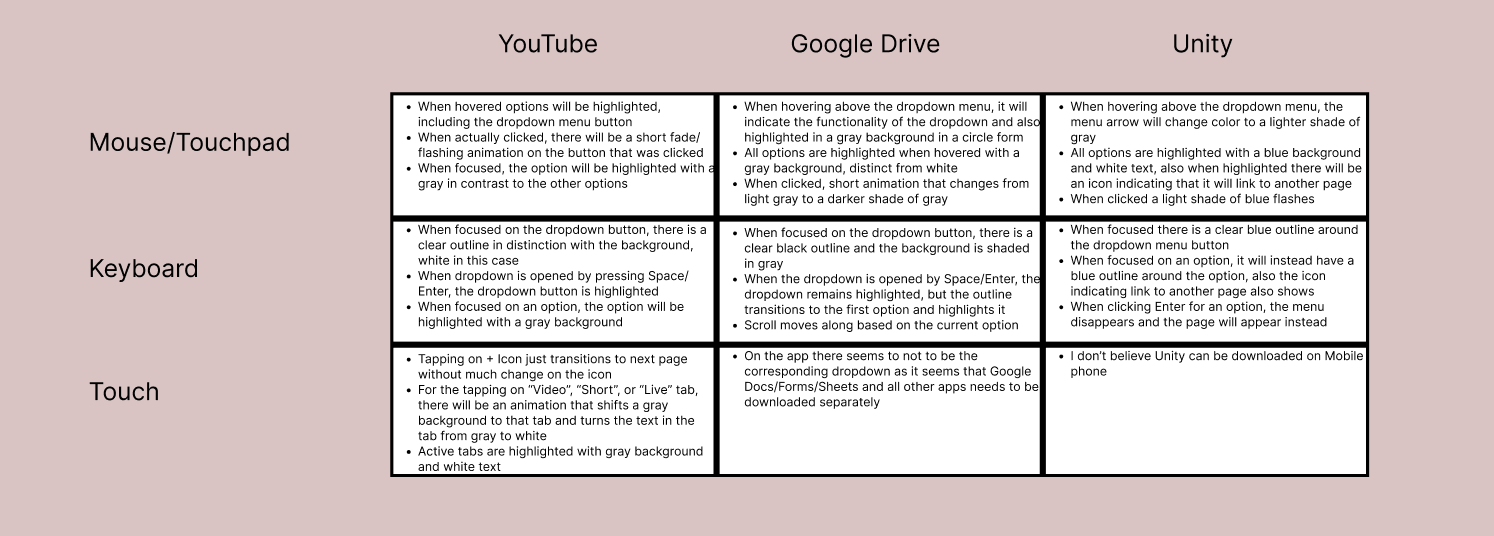 YouTube
Google Drive
Unity
Mouse/Touchpad
• When hovered options will be highlighted,
including the dropdown menu button
• When actually clicked, there will be a short fade/
flashing animation on the button that was clicked
• When focused, the option will be highlighted with a
gray in contrast to the other options
• When hovering above the dropdown menu, it will
indicate the functionality of the dropdown and also
highlighted in a gray background in a circle form
• All options are highlighted when hovered with a
gray background, distinct from white
• When clicked, short animation that changes from
light gray to a darker shade of gray
• When hovering above the dropdown menu, the
menu arrow will change color to a lighter shade of
gray
• All options are highlighted with a blue background
and white text, also when highlighted there will be
an icon indicating that it will link to another page
• When clicked a light shade of blue flashes
Keyboard
• When focused on the dropdown button, there is a
clear outline in distinction with the background,
white in this case
• When dropdown is opened by pressing Space/
Enter, the dropdown button is highlighted
• When focused on an option, the option will be
highlighted with a gray background
• When focused on the dropdown button, there is a
clear black outline and the background is shaded
in gray
• When the dropdown is opened by Space/Enter, the
dropdown remains highlighted, but the outline
transitions to the first option and highlights it
• Scroll moves along based on the current option
• When focused there is a clear blue outline around
the dropdown menu button
• When focused on an option, it will instead have a
blue outline around the option, also the icon
indicating link to another page also shows
• When clicking Enter for an option, the menu
disappears and the page will appear instead
Touch
• Tapping on + Icon just transitions to next page
without much change on the icon
• For the tapping on “Video”, “Short”, or “Live” tab,
there will be an animation that shifts a gray
background to that tab and turns the text in the
tab from gray to white
• Active tabs are highlighted with gray background
and white text
• On the app there seems to not to be the
corresponding dropdown as it seems that Google
Docs/Forms/Sheets and all other apps needs to be
downloaded separately
• I don’t believe Unity can be downloaded on Mobile
phone